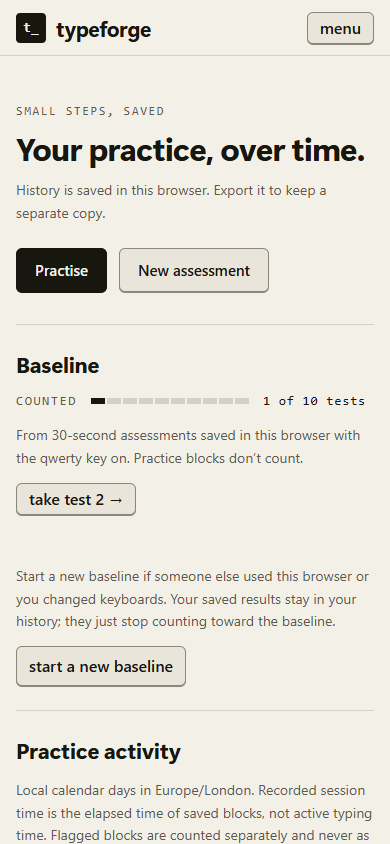 t_ typeforge menu
SMALL STEPS, SAVED
Your practice, over time.
History is saved in this browser. Export it to keep a
separate copy.
Practise New assessment
Baseline
COUNTED 1 of 10 tests
From 30-second assessments saved in this browser with
the qwerty key on. Practice blocks don’t count.
take test 2 →
Start a new baseline if someone else used this browser or
you changed keyboards. Your saved results stay in your
history; they just stop counting toward the baseline.
start a new baseline
Practice activity
Local calendar days in Europe/London. Recorded session
time is the elapsed time of saved blocks, not active typing
time. Flagged blocks are counted separately and never as